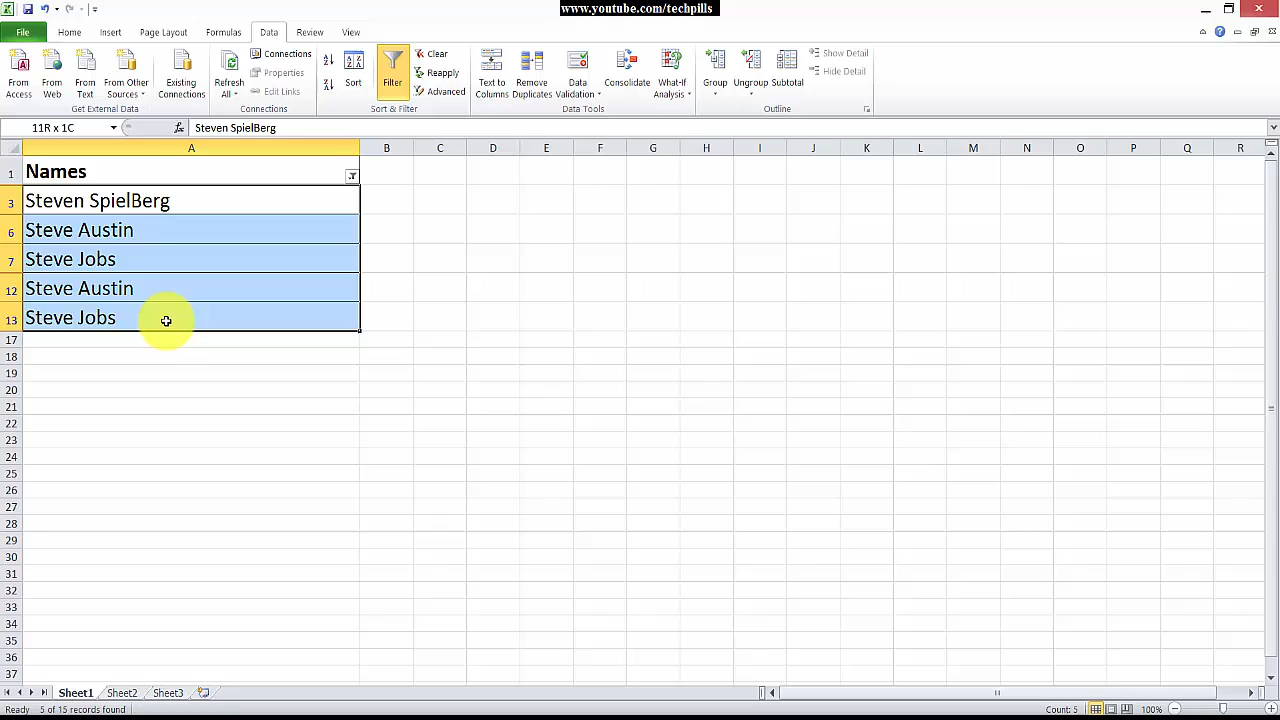 www.youtube.com/techpills
File Home Insert Page Layout Formulas Data Review View
From Access
From Web
From Text
From Other Sources
Existing Connections
Get External Data
Refresh All
Connections
Properties
Edit Links
Connections
Sort
Filter
Clear
Reapply
Advanced
Sort & Filter
Text to Columns
Remove Duplicates
Data Validation
Consolidate
What-If Analysis
Data Tools
Group
Ungroup
Subtotal
Show Detail
Hide Detail
Outline
11R x 1C fx Steven SpielBerg
A B C D E F G H I J K L M N O P Q R
1 Names
3 Steven SpielBerg
6 Steve Austin
7 Steve Jobs
12 Steve Austin
13 Steve Jobs
17
18
19
20
21
22
23
24
25
26
27
28
29
30
31
32
33
34
35
36
37
Sheet1 Sheet2 Sheet3
Ready 5 of 15 records found Count: 5 100%